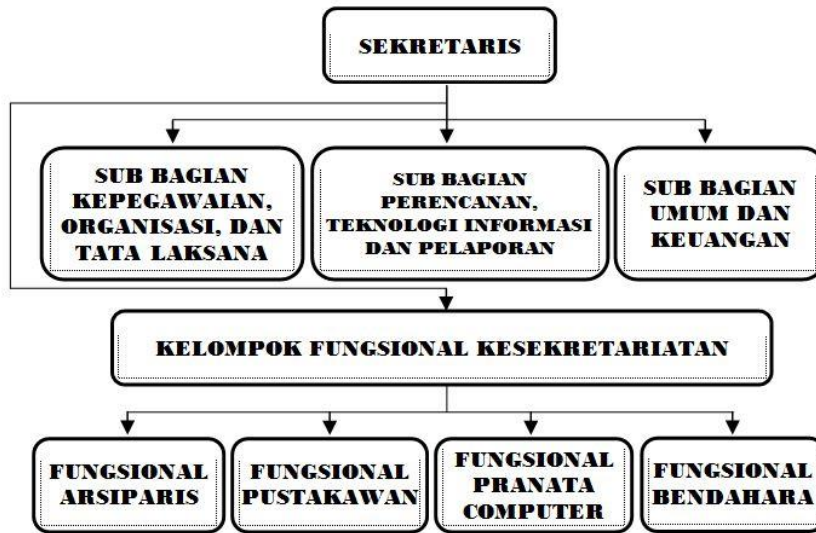 SEKRETARIS
SUB BAGIAN
KEPEGAWAIAN,
ORGANISASI, DAN
TATA LAKSANA
SUB BAGIAN
PERENCANAN,
TEKNOLOGI INFORMASI
DAN PELAPORAN
SUB BAGIAN
UMUM DAN
KEUANGAN
KELOMPOK FUNGSIONAL KESEKRETARIATAN
FUNGSIONAL
ARSIPARIS
FUNGSIONAL
PUSTAKAWAN
FUNGSIONAL
PRANATA
COMPUTER
FUNGSIONAL
BENDAHARA